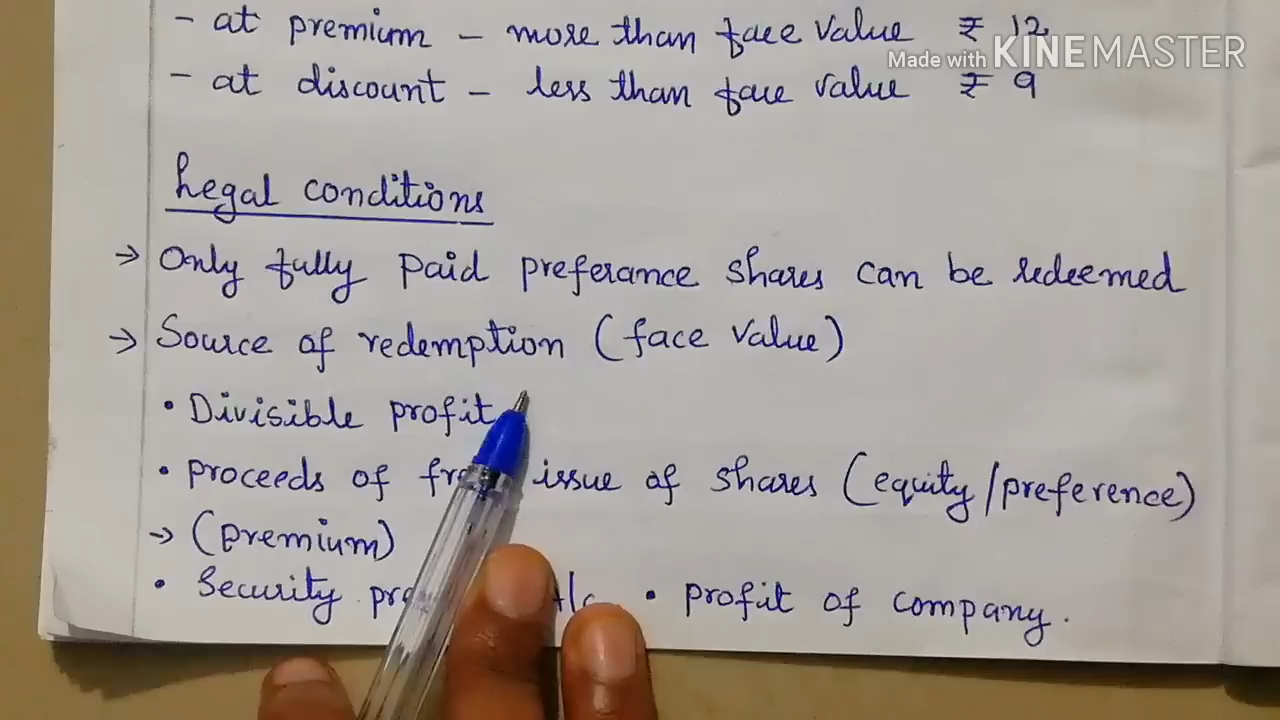 - at premium - more than face value ₹ 12
Made with KINEMASTER
- at discount - less than face value ₹ 9
Legal conditions
→ Only fully paid preferance shares can be redeemed
→ Source of redemption (face value)
• Divisible profit
• proceeds of issue of shares (equity/preference)
→ (premium)
• Security A/c • profit of company.